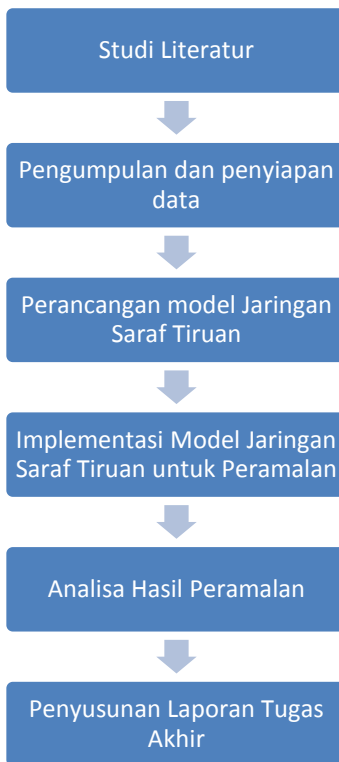 Studi Literatur
Pengumpulan dan penyiapan
data
Perancangan model Jaringan
Saraf Tiruan
Implementasi Model Jaringan
Saraf Tiruan untuk Peramalan
Analisa Hasil Peramalan
Penyusunan Laporan Tugas
Akhir